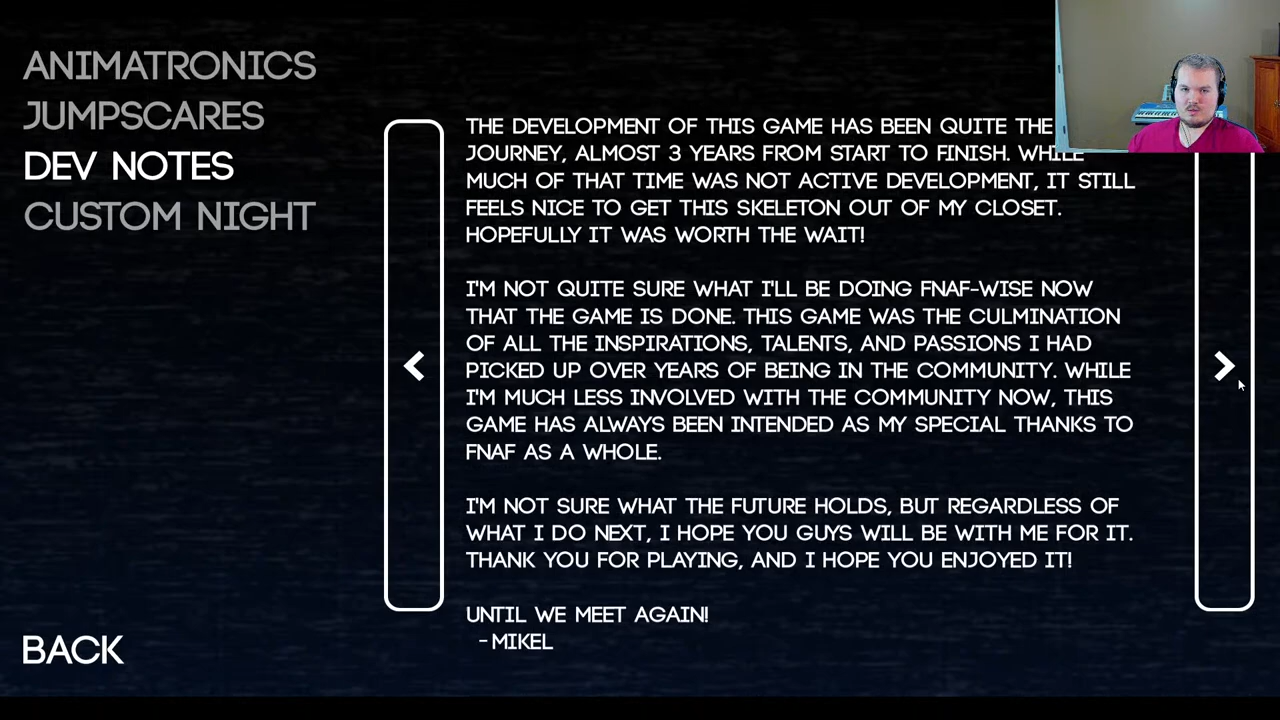 ANIMATRONICS
JUMPSCARES
DEV NOTES
CUSTOM NIGHT
BACK
THE DEVELOPMENT OF THIS GAME HAS BEEN QUITE THE
JOURNEY, ALMOST 3 YEARS FROM START TO FINISH. WHILE
MUCH OF THAT TIME WAS NOT ACTIVE DEVELOPMENT, IT STILL
FEELS NICE TO GET THIS SKELETON OUT OF MY CLOSET.
HOPEFULLY IT WAS WORTH THE WAIT!
I'M NOT QUITE SURE WHAT I'LL BE DOING FNAF-WISE NOW
THAT THE GAME IS DONE. THIS GAME WAS THE CULMINATION
OF ALL THE INSPIRATIONS, TALENTS, AND PASSIONS I HAD
PICKED UP OVER YEARS OF BEING IN THE COMMUNITY. WHILE
I'M MUCH LESS INVOLVED WITH THE COMMUNITY NOW, THIS
GAME HAS ALWAYS BEEN INTENDED AS MY SPECIAL THANKS TO
FNAF AS A WHOLE.
I'M NOT SURE WHAT THE FUTURE HOLDS, BUT REGARDLESS OF
WHAT I DO NEXT, I HOPE YOU GUYS WILL BE WITH ME FOR IT.
THANK YOU FOR PLAYING, AND I HOPE YOU ENJOYED IT!
UNTIL WE MEET AGAIN!
- MIKEL